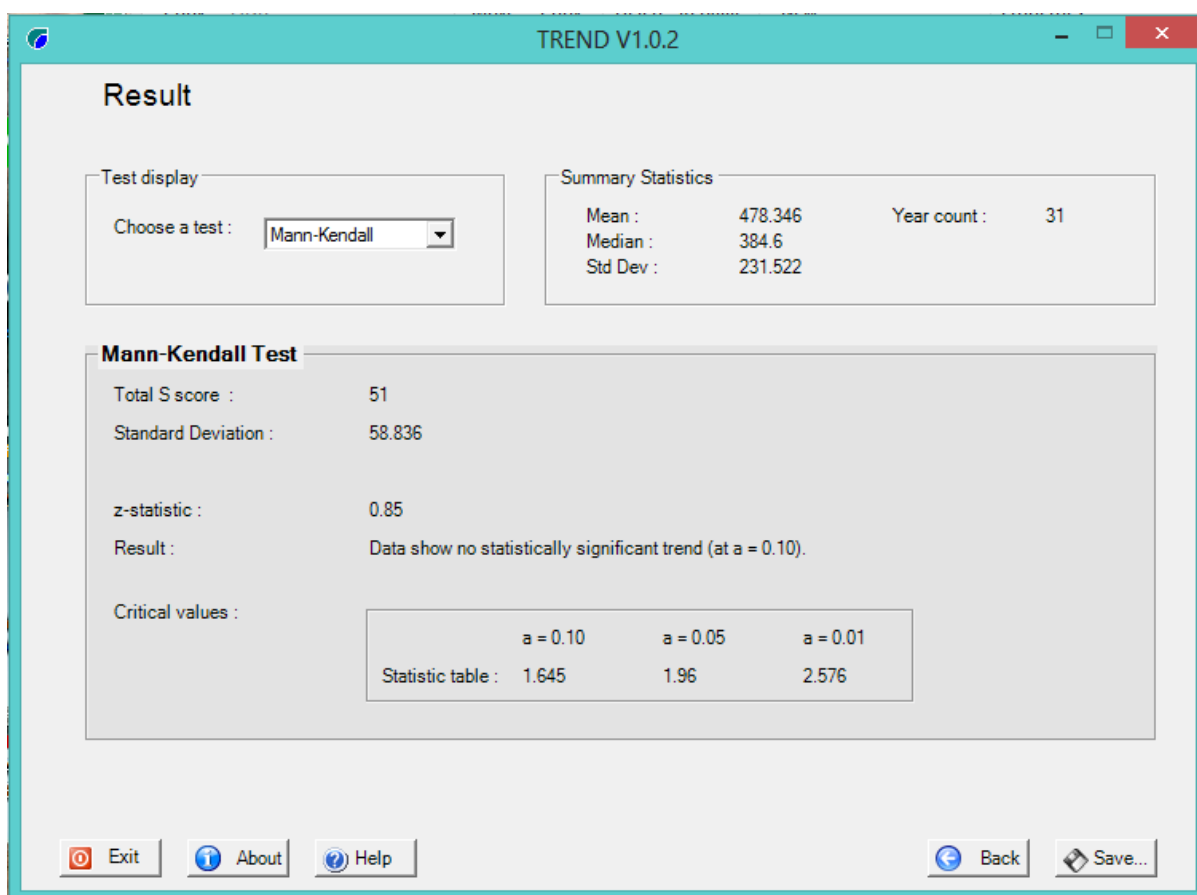 TREND V1.0.2
Result
Test display
Choose a test :
Mann-Kendall
Summary Statistics
Mean : 478.346 Year count : 31
Median : 384.6
Std Dev : 231.522
Mann-Kendall Test
Total S score : 51
Standard Deviation : 58.836
z-statistic : 0.85
Result : Data show no statistically significant trend (at a = 0.10).
Critical values :
a = 0.10 a = 0.05 a = 0.01
Statistic table : 1.645 1.96 2.576
Exit About Help Back Save...